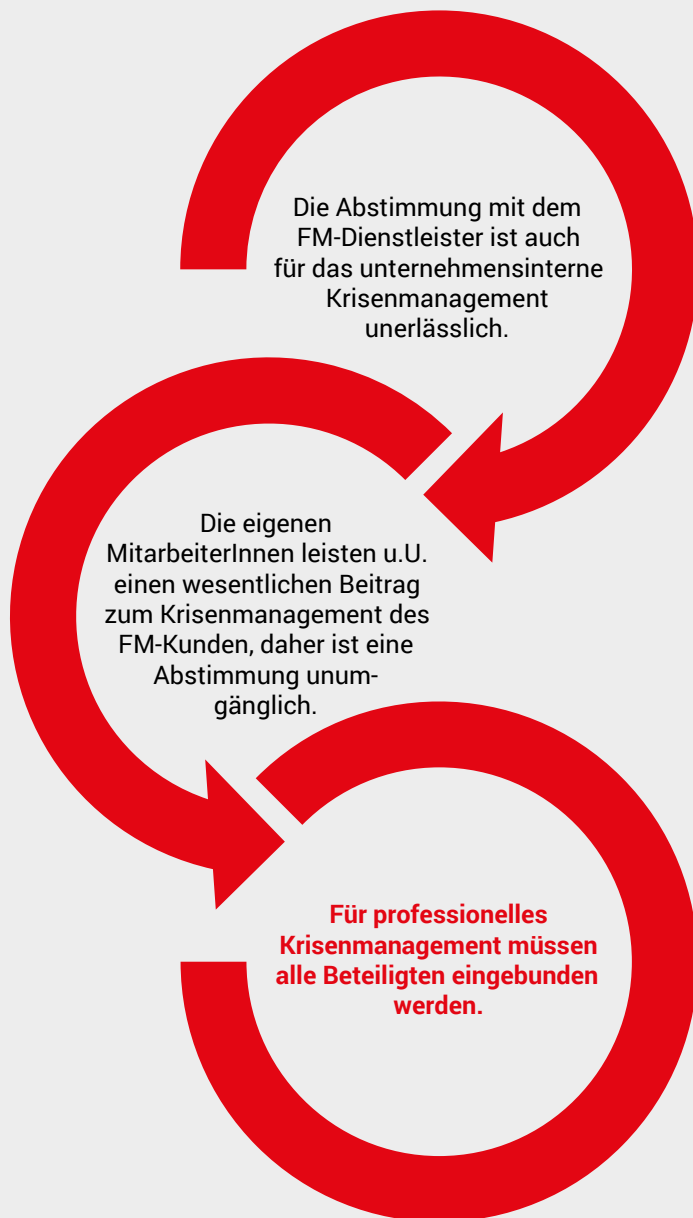 Die Abstimmung mit dem
FM-Dienstleister ist auch
für das unternehmensinterne
Krisenmanagement
unerlässlich.
Die eigenen
MitarbeiterInnen leisten u.U.
einen wesentlichen Beitrag
zum Krisenmanagement des
FM-Kunden, daher ist eine
Abstimmung unum-
gänglich.
Für professionelles
Krisenmanagement müssen
alle Beteiligten eingebunden
werden.